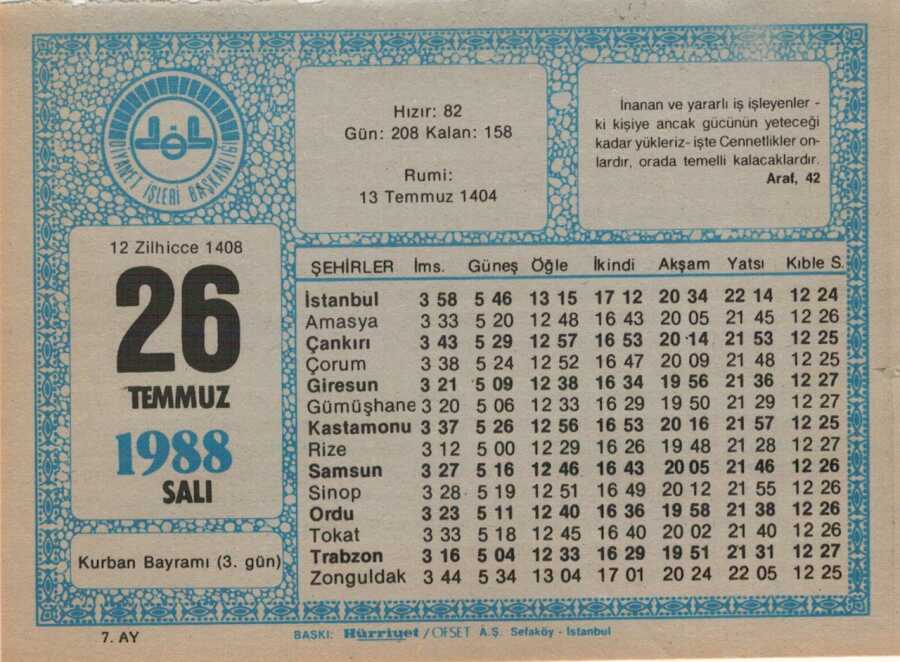 DİYANET İŞLERİ BAŞKANLIĞI
Hızır: 82
Gün: 208 Kalan: 158
Rumi:
13 Temmuz 1404
İnanan ve yararlı iş işleyenler -
ki kişiye ancak gücünün yeteceği
kadar yükleriz- işte Cennetlikler on-
lardır, orada temelli kalacaklardır.
Araf, 42
12 Zilhicce 1408
26
TEMMUZ
1988
SALI
Kurban Bayramı (3. gün)
ŞEHİRLER İms. Güneş Öğle İkindi Akşam Yatsı Kıble S.
İstanbul 3 58 5 46 13 15 17 12 20 34 22 14 12 24
Amasya 3 33 5 20 12 48 16 43 20 05 21 45 12 26
Çankırı 3 43 5 29 12 57 16 53 20 14 21 53 12 25
Çorum 3 38 5 24 12 52 16 47 20 09 21 48 12 25
Giresun 3 21 5 09 12 38 16 34 19 56 21 36 12 27
Gümüşhane 3 20 5 06 12 33 16 29 19 50 21 29 12 27
Kastamonu 3 37 5 26 12 56 16 53 20 16 21 57 12 25
Rize 3 12 5 00 12 29 16 26 19 48 21 28 12 27
Samsun 3 27 5 16 12 46 16 43 20 05 21 46 12 26
Sinop 3 28 5 19 12 51 16 49 20 12 21 55 12 26
Ordu 3 23 5 11 12 40 16 36 19 58 21 38 12 26
Tokat 3 33 5 18 12 45 16 40 20 02 21 40 12 26
Trabzon 3 16 5 04 12 33 16 29 19 51 21 31 12 27
Zonguldak 3 44 5 34 13 04 17 01 20 24 22 05 12 25
7. AY
BASKI: Hürriyet / OFSET A.Ş. Sefaköy - İstanbul